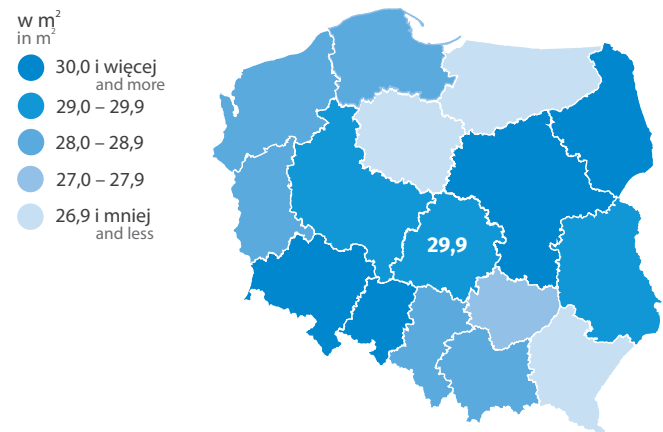 w m²
in m²
30,0 i więcej
and more
29,0 – 29,9
28,0 – 28,9
27,0 – 27,9
26,9 i mniej
and less
29,9